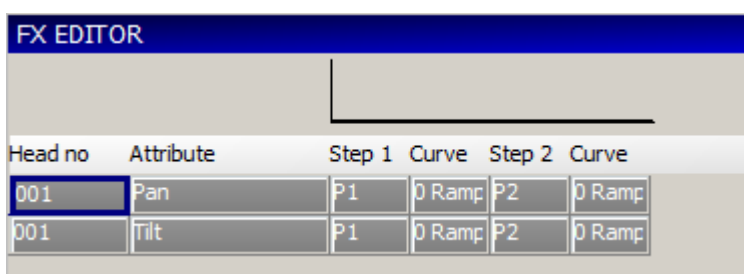 FX EDITOR
Head no Attribute Step 1 Curve Step 2 Curve
001 Pan P1 0 Ramp P2 0 Ramp
001 Tilt P1 0 Ramp P2 0 Ramp